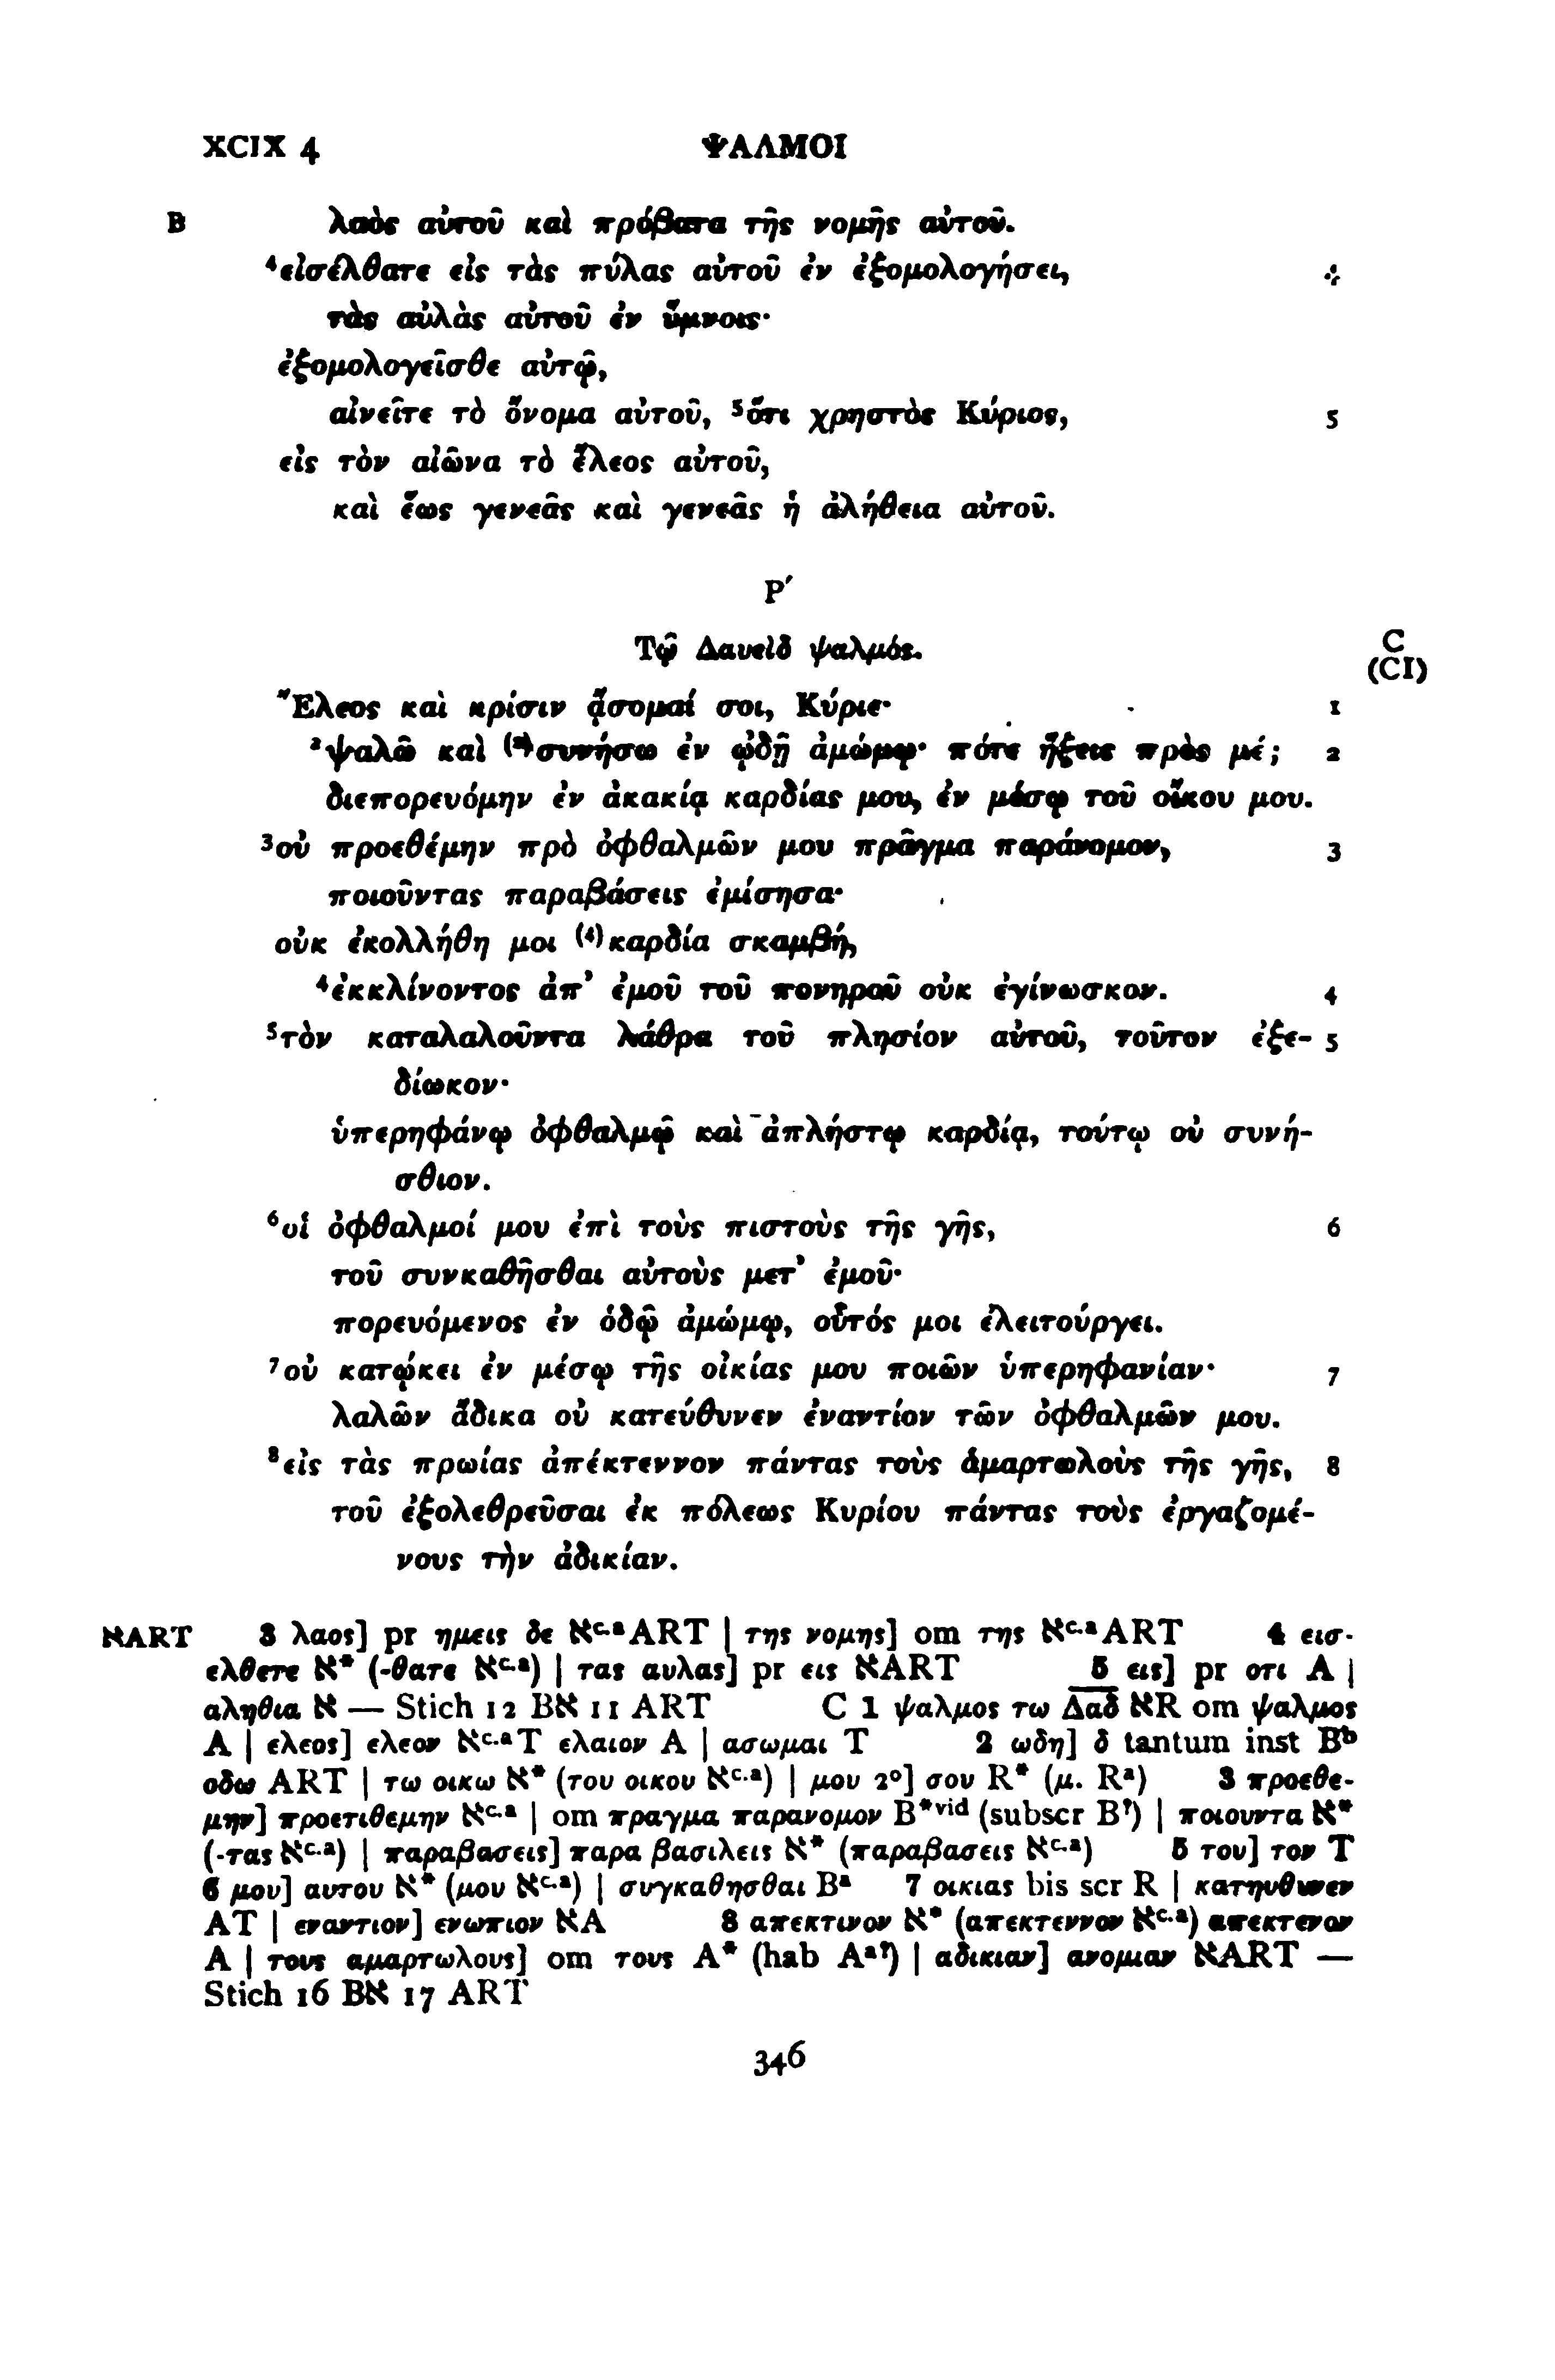 XCIX 4 ΨΑΛΜΟΙ
B λαὸς αὐτοῦ καὶ πρόβατα τῆς νομῆς αὐτοῦ.
⁴εἰσέλθατε εἰς τὰς πύλας αὐτοῦ ἐν ἐξομολογήσει, 4
τὰς αὐλὰς αὐτοῦ ἐν ὕμνοις·
ἐξομολογεῖσθε αὐτῷ,
αἰνεῖτε τὸ ὄνομα αὐτοῦ, ⁵ὅτι χρηστὸς Κύριος, 5
εἰς τὸν αἰῶνα τὸ ἔλεος αὐτοῦ,
καὶ ἕως γενεᾶς καὶ γενεᾶς ἡ ἀλήθεια αὐτοῦ.
Ρ´
Τῷ Δαυεὶδ ψαλμός. C
(CI)
Ἔλεος καὶ κρίσιν ᾄσομαί σοι, Κύριε· 1
²ψαλῶ καὶ ⁽²⁾συνήσω ἐν ᾠδῇ ἀμώμῳ· πότε ἥξεις πρὸς μέ; 2
διεπορευόμην ἐν ἀκακίᾳ καρδίας μου, ἐν μέσῳ τοῦ οἴκου μου.
³οὐ προεθέμην πρὸ ὀφθαλμῶν μου πρᾶγμα παράνομον, 3
ποιοῦντας παραβάσεις ἐμίσησα·
οὐκ ἐκολλήθη μοι ⁽⁴⁾καρδία σκαμβή,
⁴ἐκκλίνοντος ἀπ’ ἐμοῦ τοῦ πονηροῦ οὐκ ἐγίνωσκον. 4
⁵τὸν καταλαλοῦντα λάθρα τοῦ πλησίον αὐτοῦ, τοῦτον ἐξε- 5
δίωκον·
ὑπερηφάνῳ ὀφθαλμῷ καὶ ἀπλήστῳ καρδίᾳ, τούτῳ οὐ συνή-
σθιον.
⁶οἱ ὀφθαλμοί μου ἐπὶ τοὺς πιστοὺς τῆς γῆς, 6
τοῦ συνκαθῆσθαι αὐτοὺς μετ’ ἐμοῦ·
πορευόμενος ἐν ὁδῷ ἀμώμῳ, οὗτός μοι ἐλειτούργει.
⁷οὐ κατῴκει ἐν μέσῳ τῆς οἰκίας μου ποιῶν ὑπερηφανίαν· 7
λαλῶν ἄδικα οὐ κατεύθυνεν ἐναντίον τῶν ὀφθαλμῶν μου.
⁸εἰς τὰς πρωίας ἀπέκτεννον πάντας τοὺς ἁμαρτωλοὺς τῆς γῆς, 8
τοῦ ἐξολεθρεῦσαι ἐκ πόλεως Κυρίου πάντας τοὺς ἐργαζομέ-
νους τὴν ἀδικίαν.
אART 3 λαος] pr ημεις δε א^{c.a}ART | της νομης] om της א^{c.a}ART 4 εισ-
ελθετε א* (-θατε א^{c.a}) | τας αυλας] pr εις אART 5 εις] pr οτι A |
αληθια א — Stich 12 Bא 11 ART C 1 ψαλμος τω Δα̅δ̅ אR om ψαλμος
A | ελεος] ελεον א^{c.a}T ελαιον A | ασωμαι T 2 ωδη] δ tantum inst B^b
οδω ART | τω οικω א* (του οικου א^{c.a}) | μου 2°] σου R* (μ. R^a) 3 προεθε-
μην] προετιθεμην א^{c.a} | om πραγμα παρανομον B*^{vid} (subscr B^?) | ποιουντα א*
(-τας א^{c.a}) | παραβασεις] παρα βασιλεις א* (παραβασεις א^{c.a}) 5 του] τον T
6 μου] αυτου א* (μου א^{c.a}) | συγκαθησθαι B^a 7 οικιας bis scr R | κατηυθυνεν
AT | εναντιον] ενωπιον אA 8 απεκτινον א* (απεκτεννον א^{c.a}) απεκτενον
A | τους αμαρτωλους] om τους A* (hab A^{a?}) | αδικιαν] ανομιαν אART —
Stich 16 Bא 17 ART
346